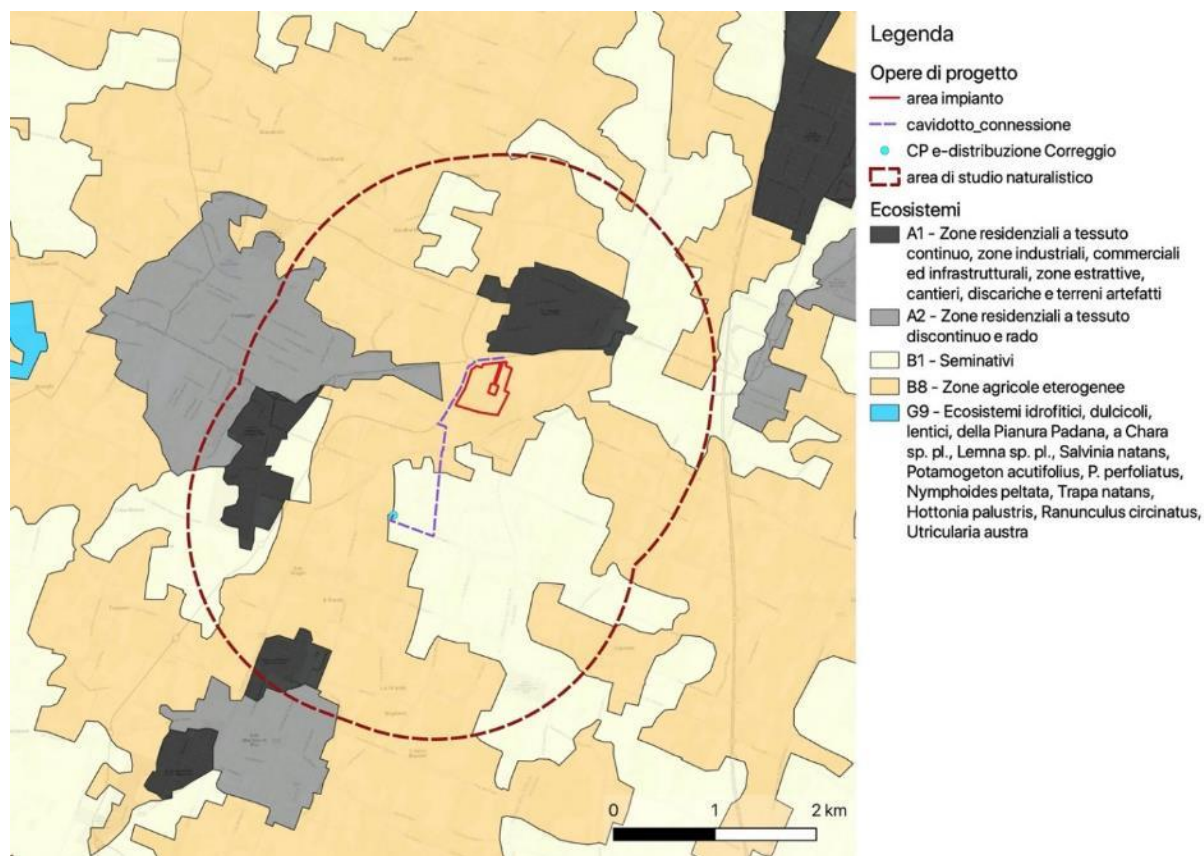 Legenda
Opere di progetto
area impianto
cavidotto_connessione
CP e-distribuzione Correggio
area di studio naturalistico
Ecosistemi
A1 - Zone residenziali a tessuto
continuo, zone industriali, commerciali
ed infrastrutturali, zone estrattive,
cantieri, discariche e terreni artefatti
A2 - Zone residenziali a tessuto
discontinuo e rado
B1 - Seminativi
B8 - Zone agricole eterogenee
G9 - Ecosistemi idrofitici, dulcicoli,
lentici, della Pianura Padana, a Chara
sp. pl., Lemna sp. pl., Salvinia natans,
Potamogeton acutifolius, P. perfoliatus,
Nymphoides peltata, Trapa natans,
Hottonia palustris, Ranunculus circinatus,
Utricularia austra
0 1 2 km